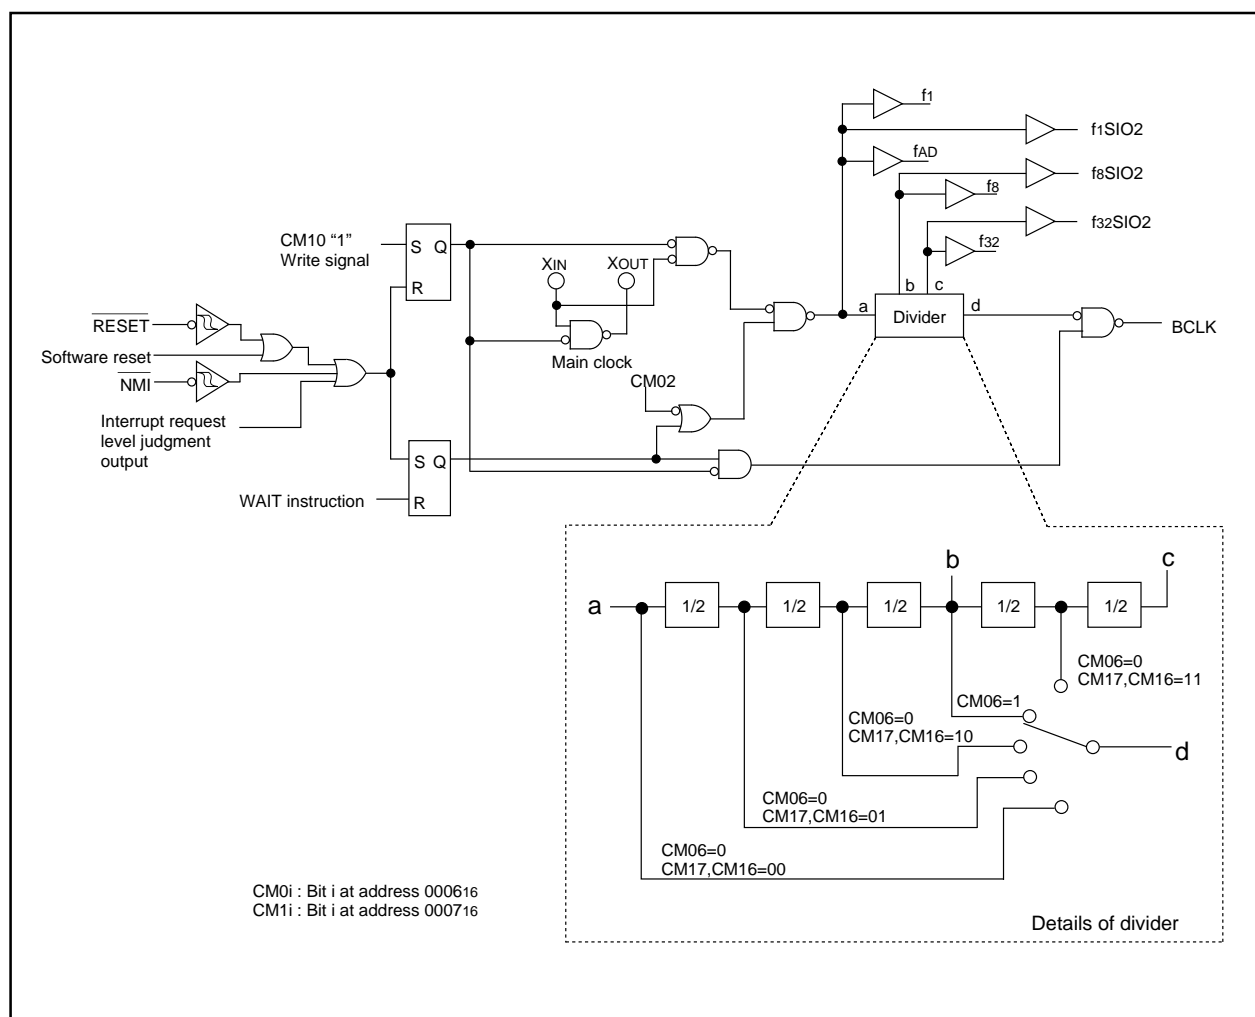 f1
f1SIO2
fAD
f8SIO2
f8
f32SIO2
f32
CM10 “1”
Write signal
S Q
R
XIN
XOUT
b
c
a
Divider
d
BCLK
RESET
Software reset
NMI
Main clock
CM02
Interrupt request
level judgment
output
S Q
R
WAIT instruction
a
1/2
1/2
1/2
b
1/2
1/2
c
CM06=0
CM17,CM16=11
CM06=1
CM06=0
CM17,CM16=10
d
CM06=0
CM17,CM16=01
CM06=0
CM17,CM16=00
CM0i : Bit i at address 000616
CM1i : Bit i at address 000716
Details of divider